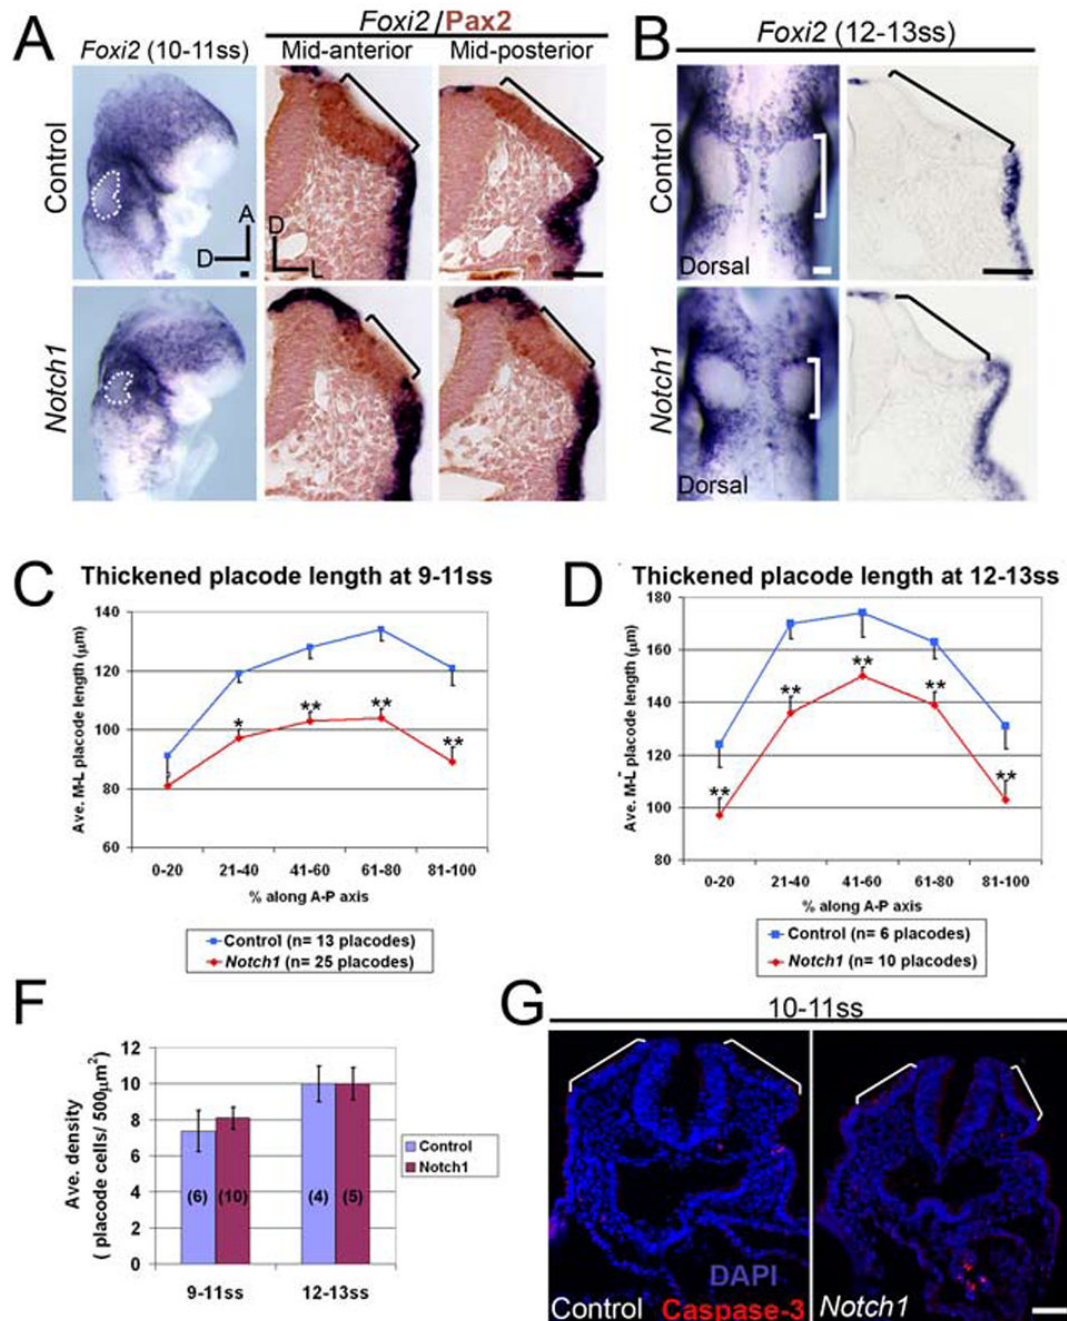 A
Foxi2 (10-11ss)
Foxi2/Pax2
Mid-anterior
Mid-posterior
Control
A
D
D
L
Notch1
B
Foxi2 (12-13ss)
Control
Dorsal
Notch1
Dorsal
C
Thickened placode length at 9-11ss
Ave. M-L placode length (μm)
140
120
100
80
60
*
**
**
**
0-20
21-40
41-60
61-80
81-100
% along A-P axis
Control (n= 13 placodes)
Notch1 (n= 25 placodes)
D
Thickened placode length at 12-13ss
Ave. M-L placode length (μm)
180
160
140
120
100
80
**
**
**
**
**
0-20
21-40
41-60
61-80
81-100
% along A-P axis
Control (n= 6 placodes)
Notch1 (n= 10 placodes)
F
Ave. density
( placode cells/ 500μm²)
12
10
8
6
4
2
0
(6)
(10)
(4)
(5)
9-11ss
12-13ss
Control
Notch1
G
10-11ss
DAPI
Control
Caspase-3
Notch1